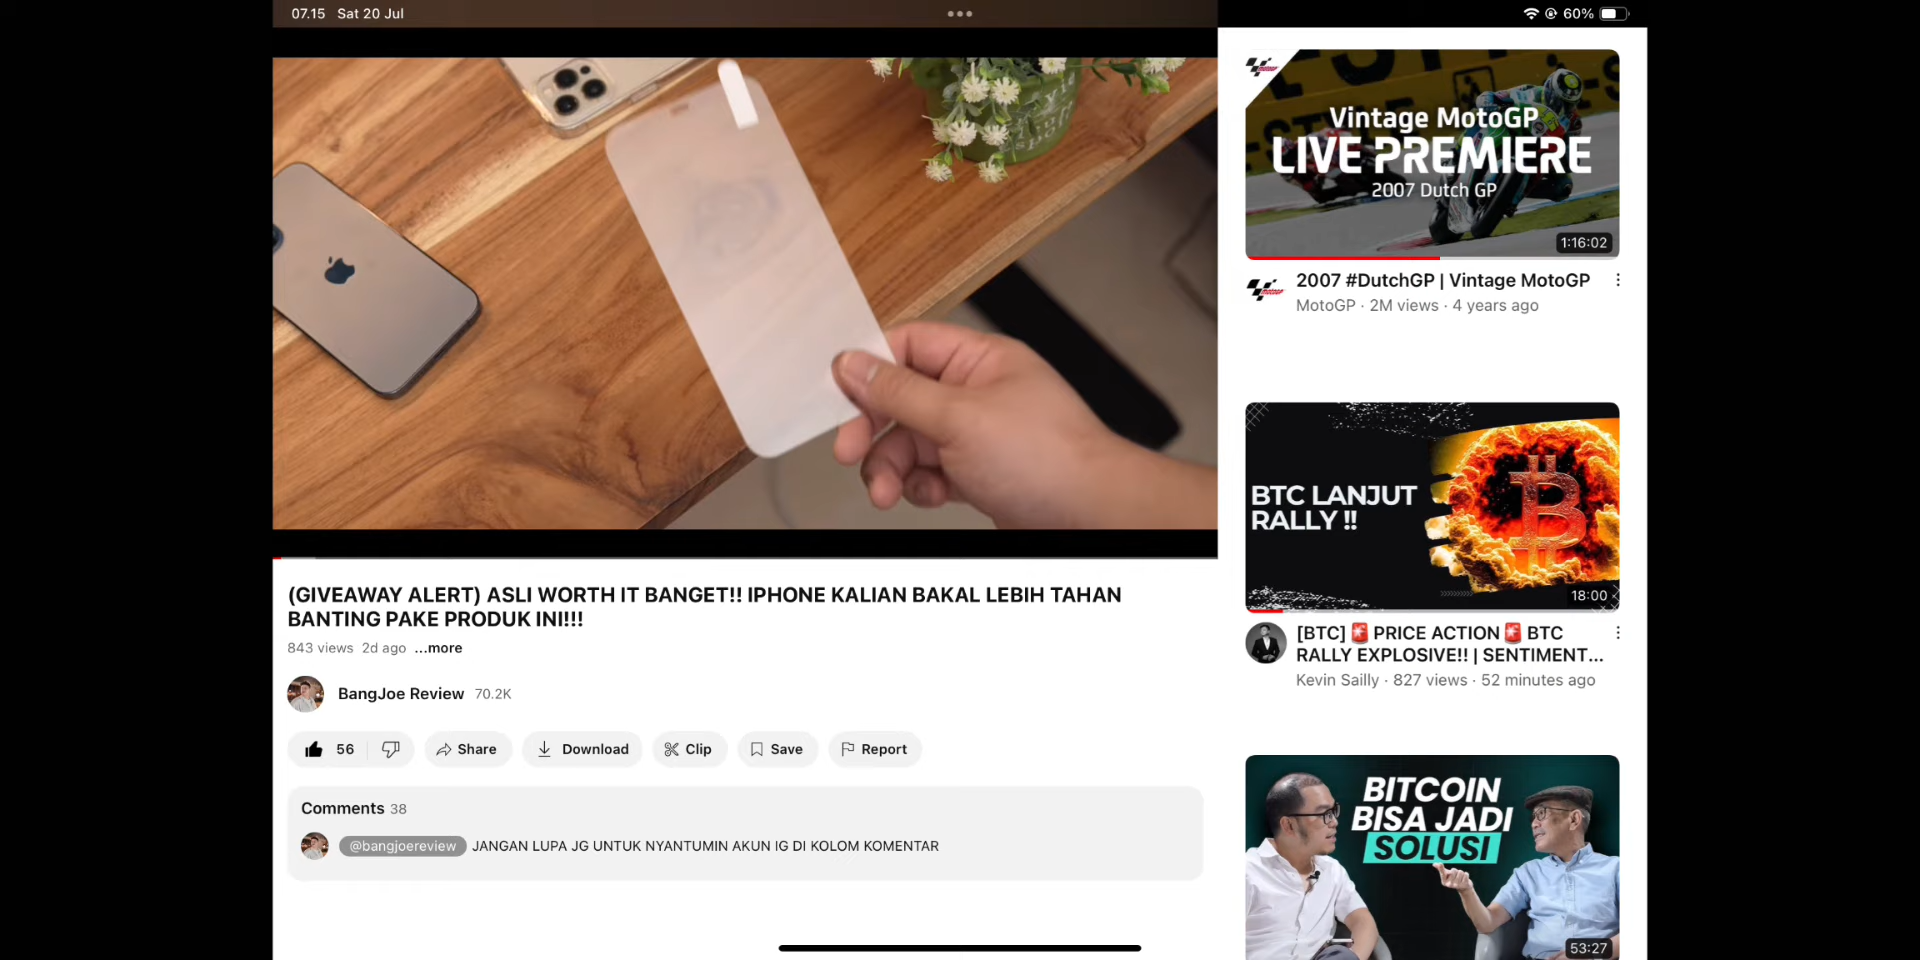 07.15 Sat 20 Jul
60%
(GIVEAWAY ALERT) ASLI WORTH IT BANGET!! IPHONE KALIAN BAKAL LEBIH TAHAN
BANTING PAKE PRODUK INI!!!
843 views 2d ago ...more
BangJoe Review 70.2K
56 Share Download Clip Save Report
Comments 38
@bangjoereview JANGAN LUPA JG UNTUK NYANTUMIN AKUN IG DI KOLOM KOMENTAR
Vintage MotoGP
LIVE PREMIERE
2007 Dutch GP
1:16:02
2007 #DutchGP | Vintage MotoGP
MotoGP · 2M views · 4 years ago
BTC LANJUT
RALLY !!
18:00
[BTC] 🚨 PRICE ACTION 🚨 BTC
RALLY EXPLOSIVE!! | SENTIMENT...
Kevin Sailly · 827 views · 52 minutes ago
BITCOIN
BISA JADI
SOLUSI
53:27